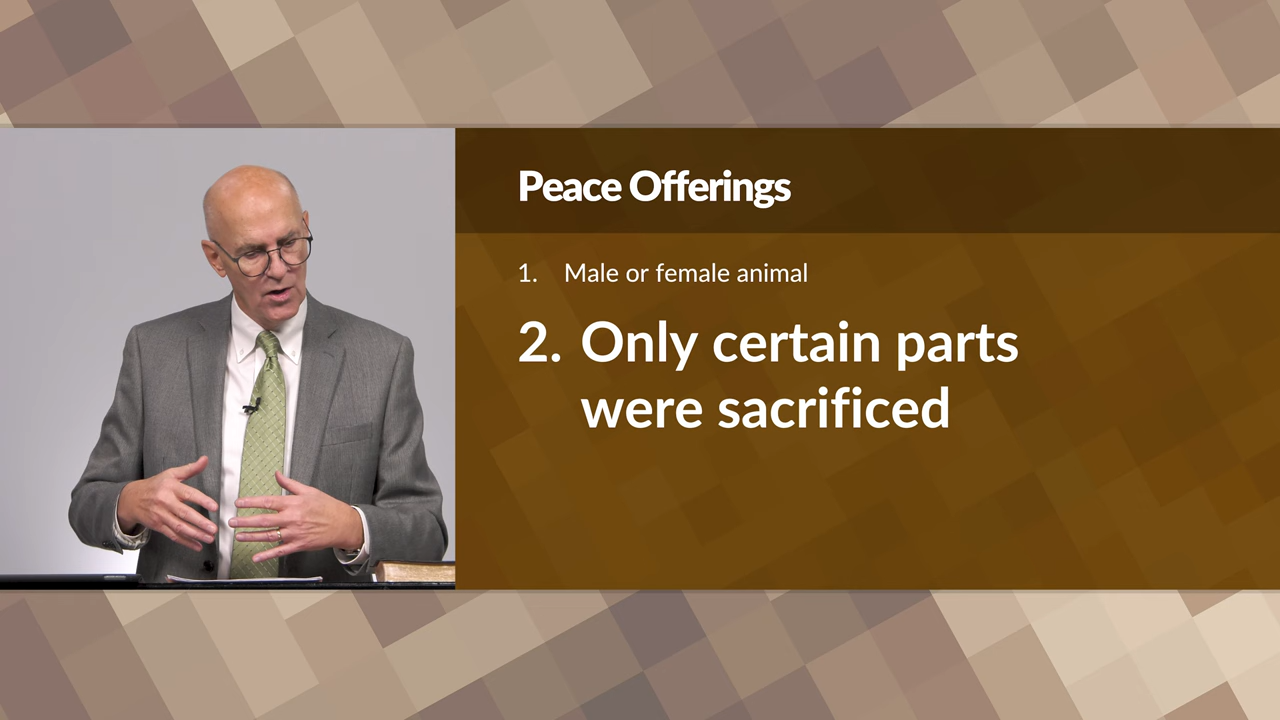 Peace Offerings
1. Male or female animal
2. Only certain parts
were sacrificed